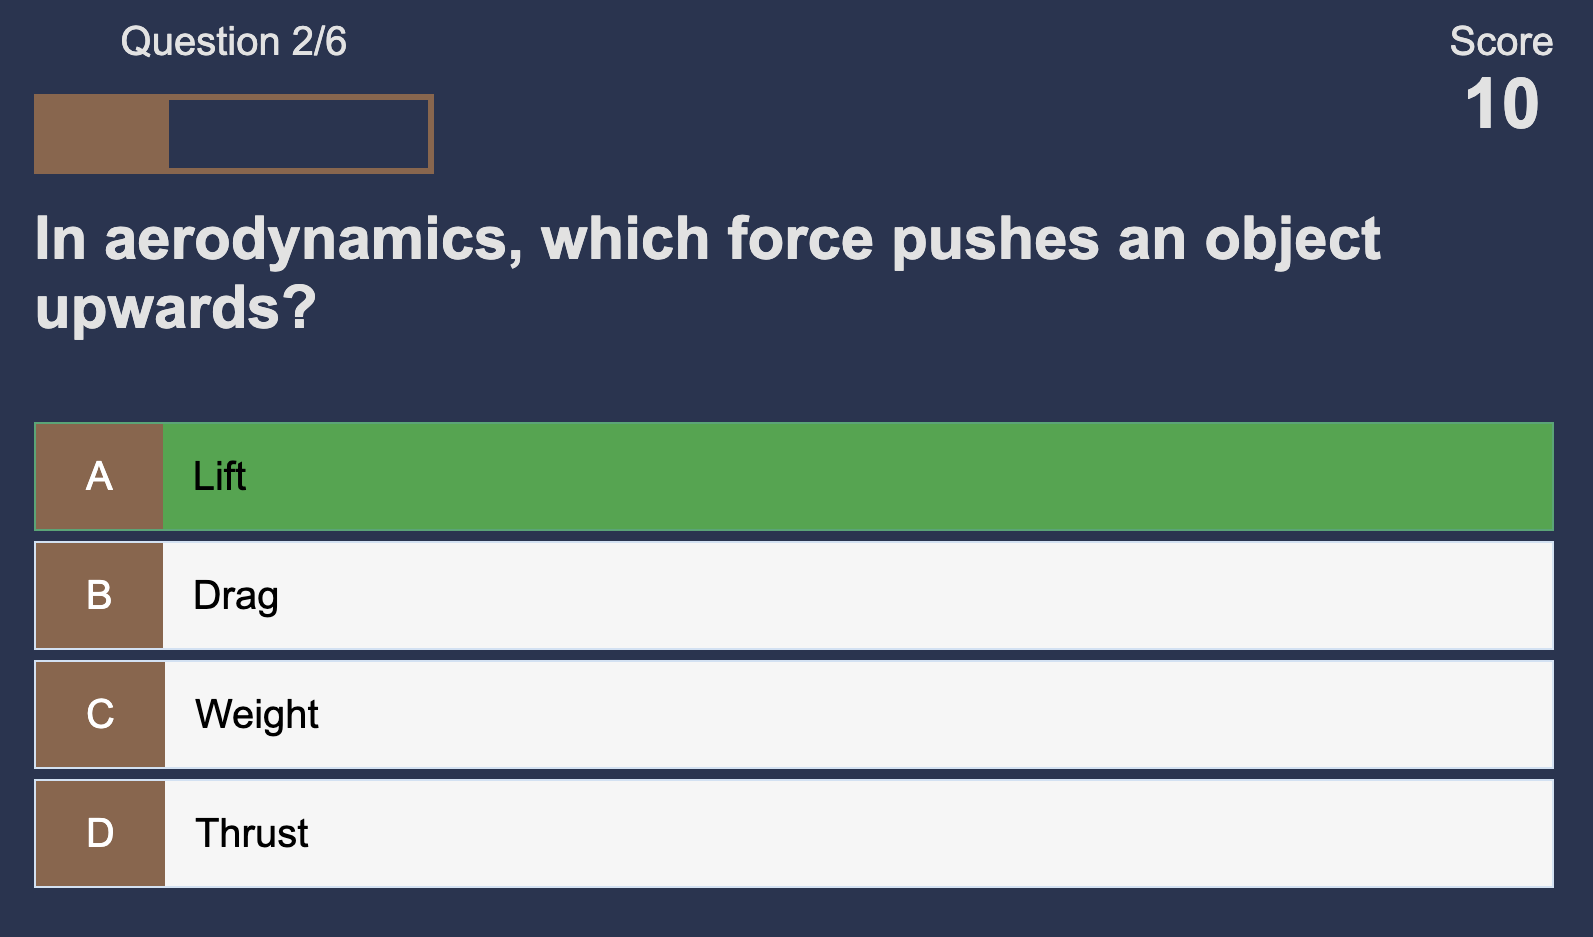 Question 2/6
Score
10
In aerodynamics, which force pushes an object
upwards?
A Lift
B Drag
C Weight
D Thrust